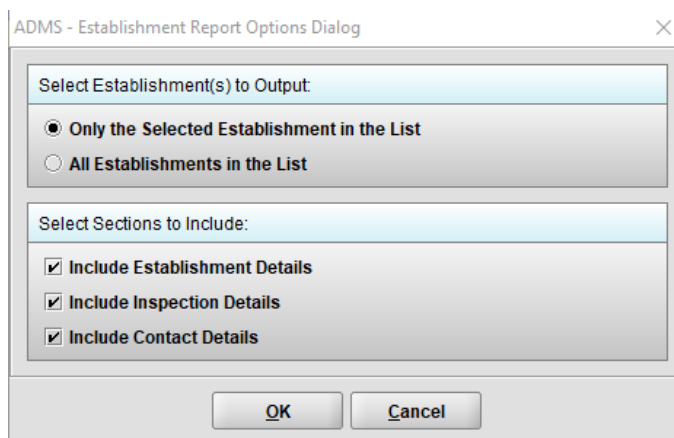 ADMS - Establishment Report Options Dialog
Select Establishment(s) to Output:
Only the Selected Establishment in the List
All Establishments in the List
Select Sections to Include:
Include Establishment Details
Include Inspection Details
Include Contact Details
OK Cancel